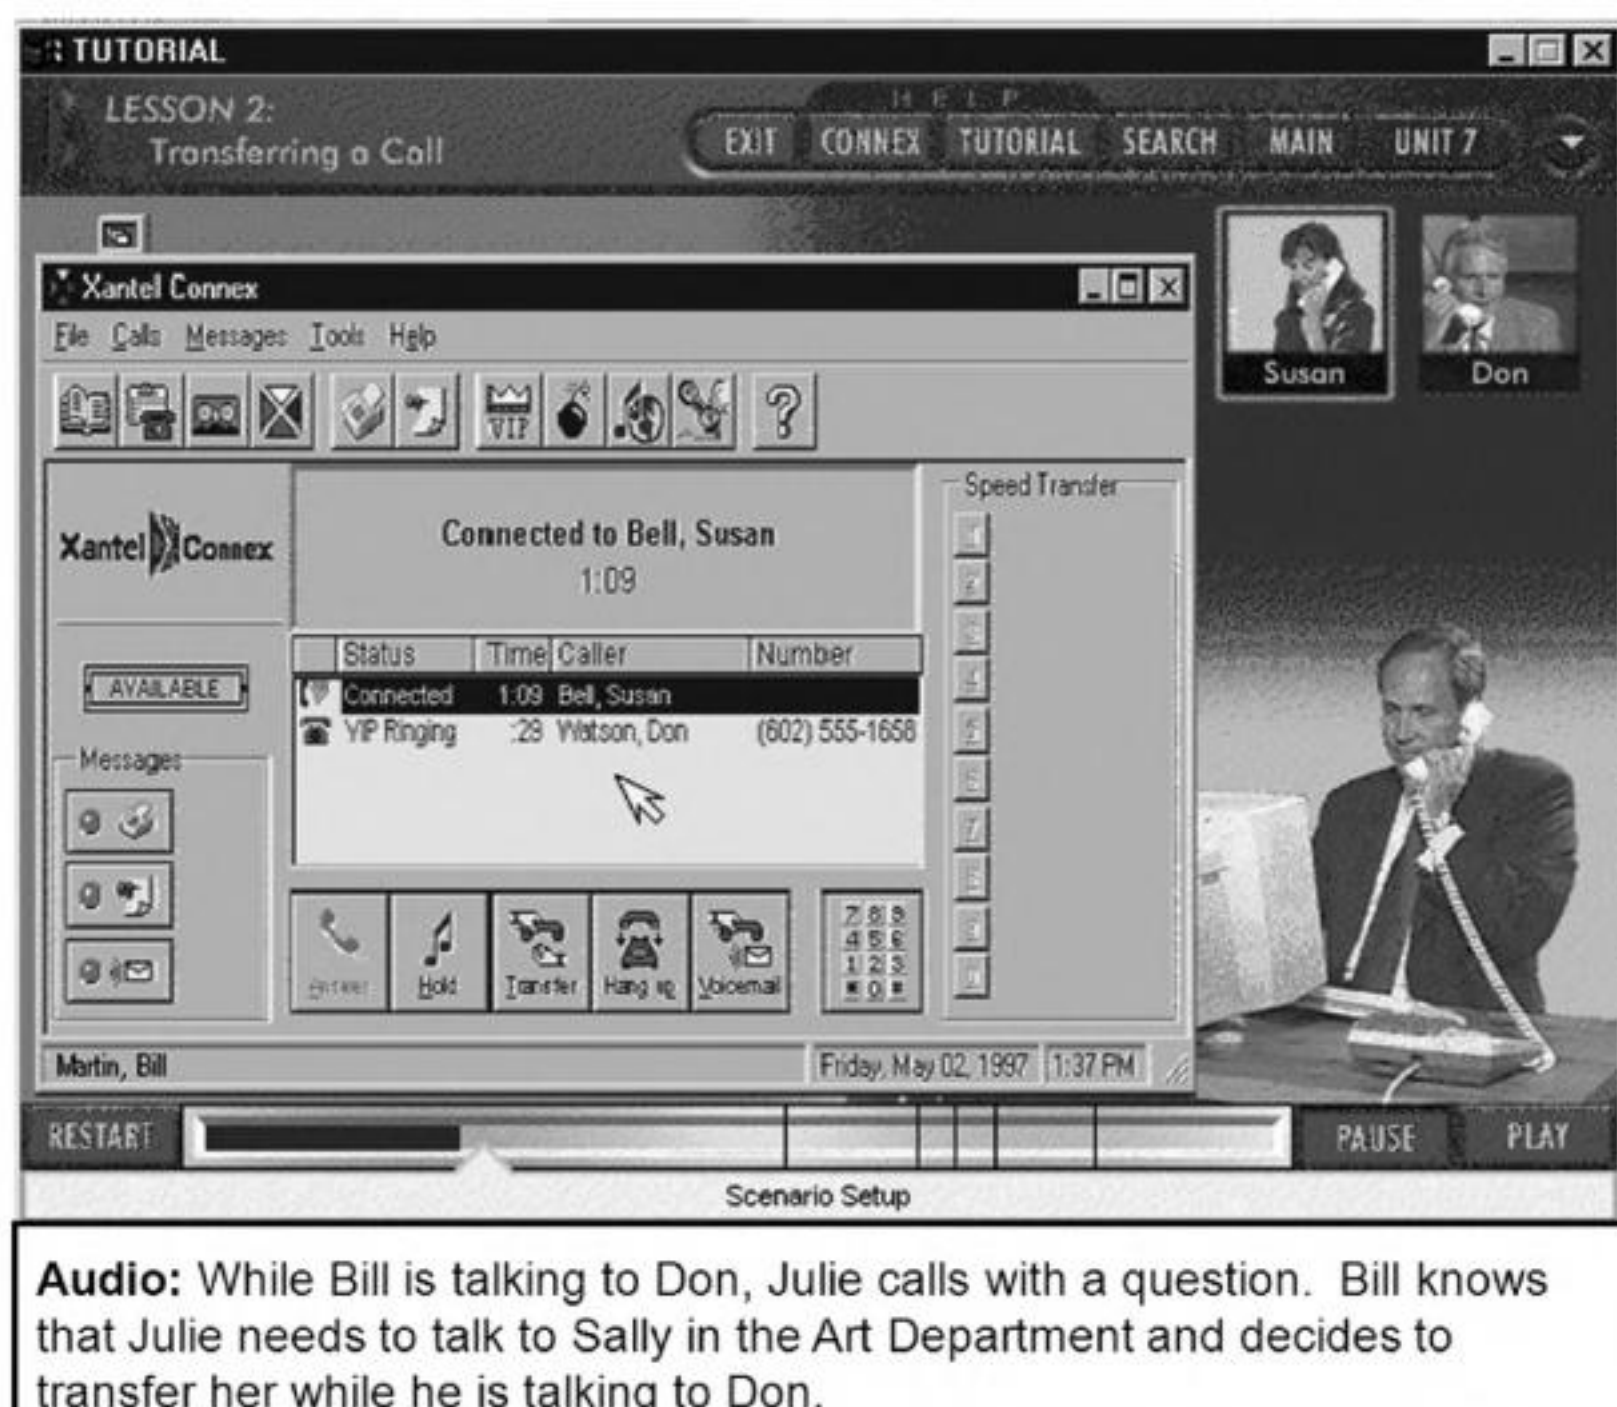 TUTORIAL
LESSON 2:
Transferring a Call
HELP
EXIT CONNEX TUTORIAL SEARCH MAIN UNIT 7
Susan Don
Xantel Connex
File Calls Messages Tools Help
VIP
Xantel Connex
Connected to Bell, Susan
1:09
Speed Transfer
Status Time Caller Number
Connected 1:09 Bell, Susan
VIP Ringing :28 Watson, Don (602) 555-1658
AVAILABLE
Messages
Answer Hold Transfer Hang up Voicemail
7 8 9
4 5 6
1 2 3
* 0 #
Martin, Bill Friday, May 02, 1997 1:37 PM
RESTART PAUSE PLAY
Scenario Setup
Audio: While Bill is talking to Don, Julie calls with a question. Bill knows
that Julie needs to talk to Sally in the Art Department and decides to
transfer her while he is talking to Don.